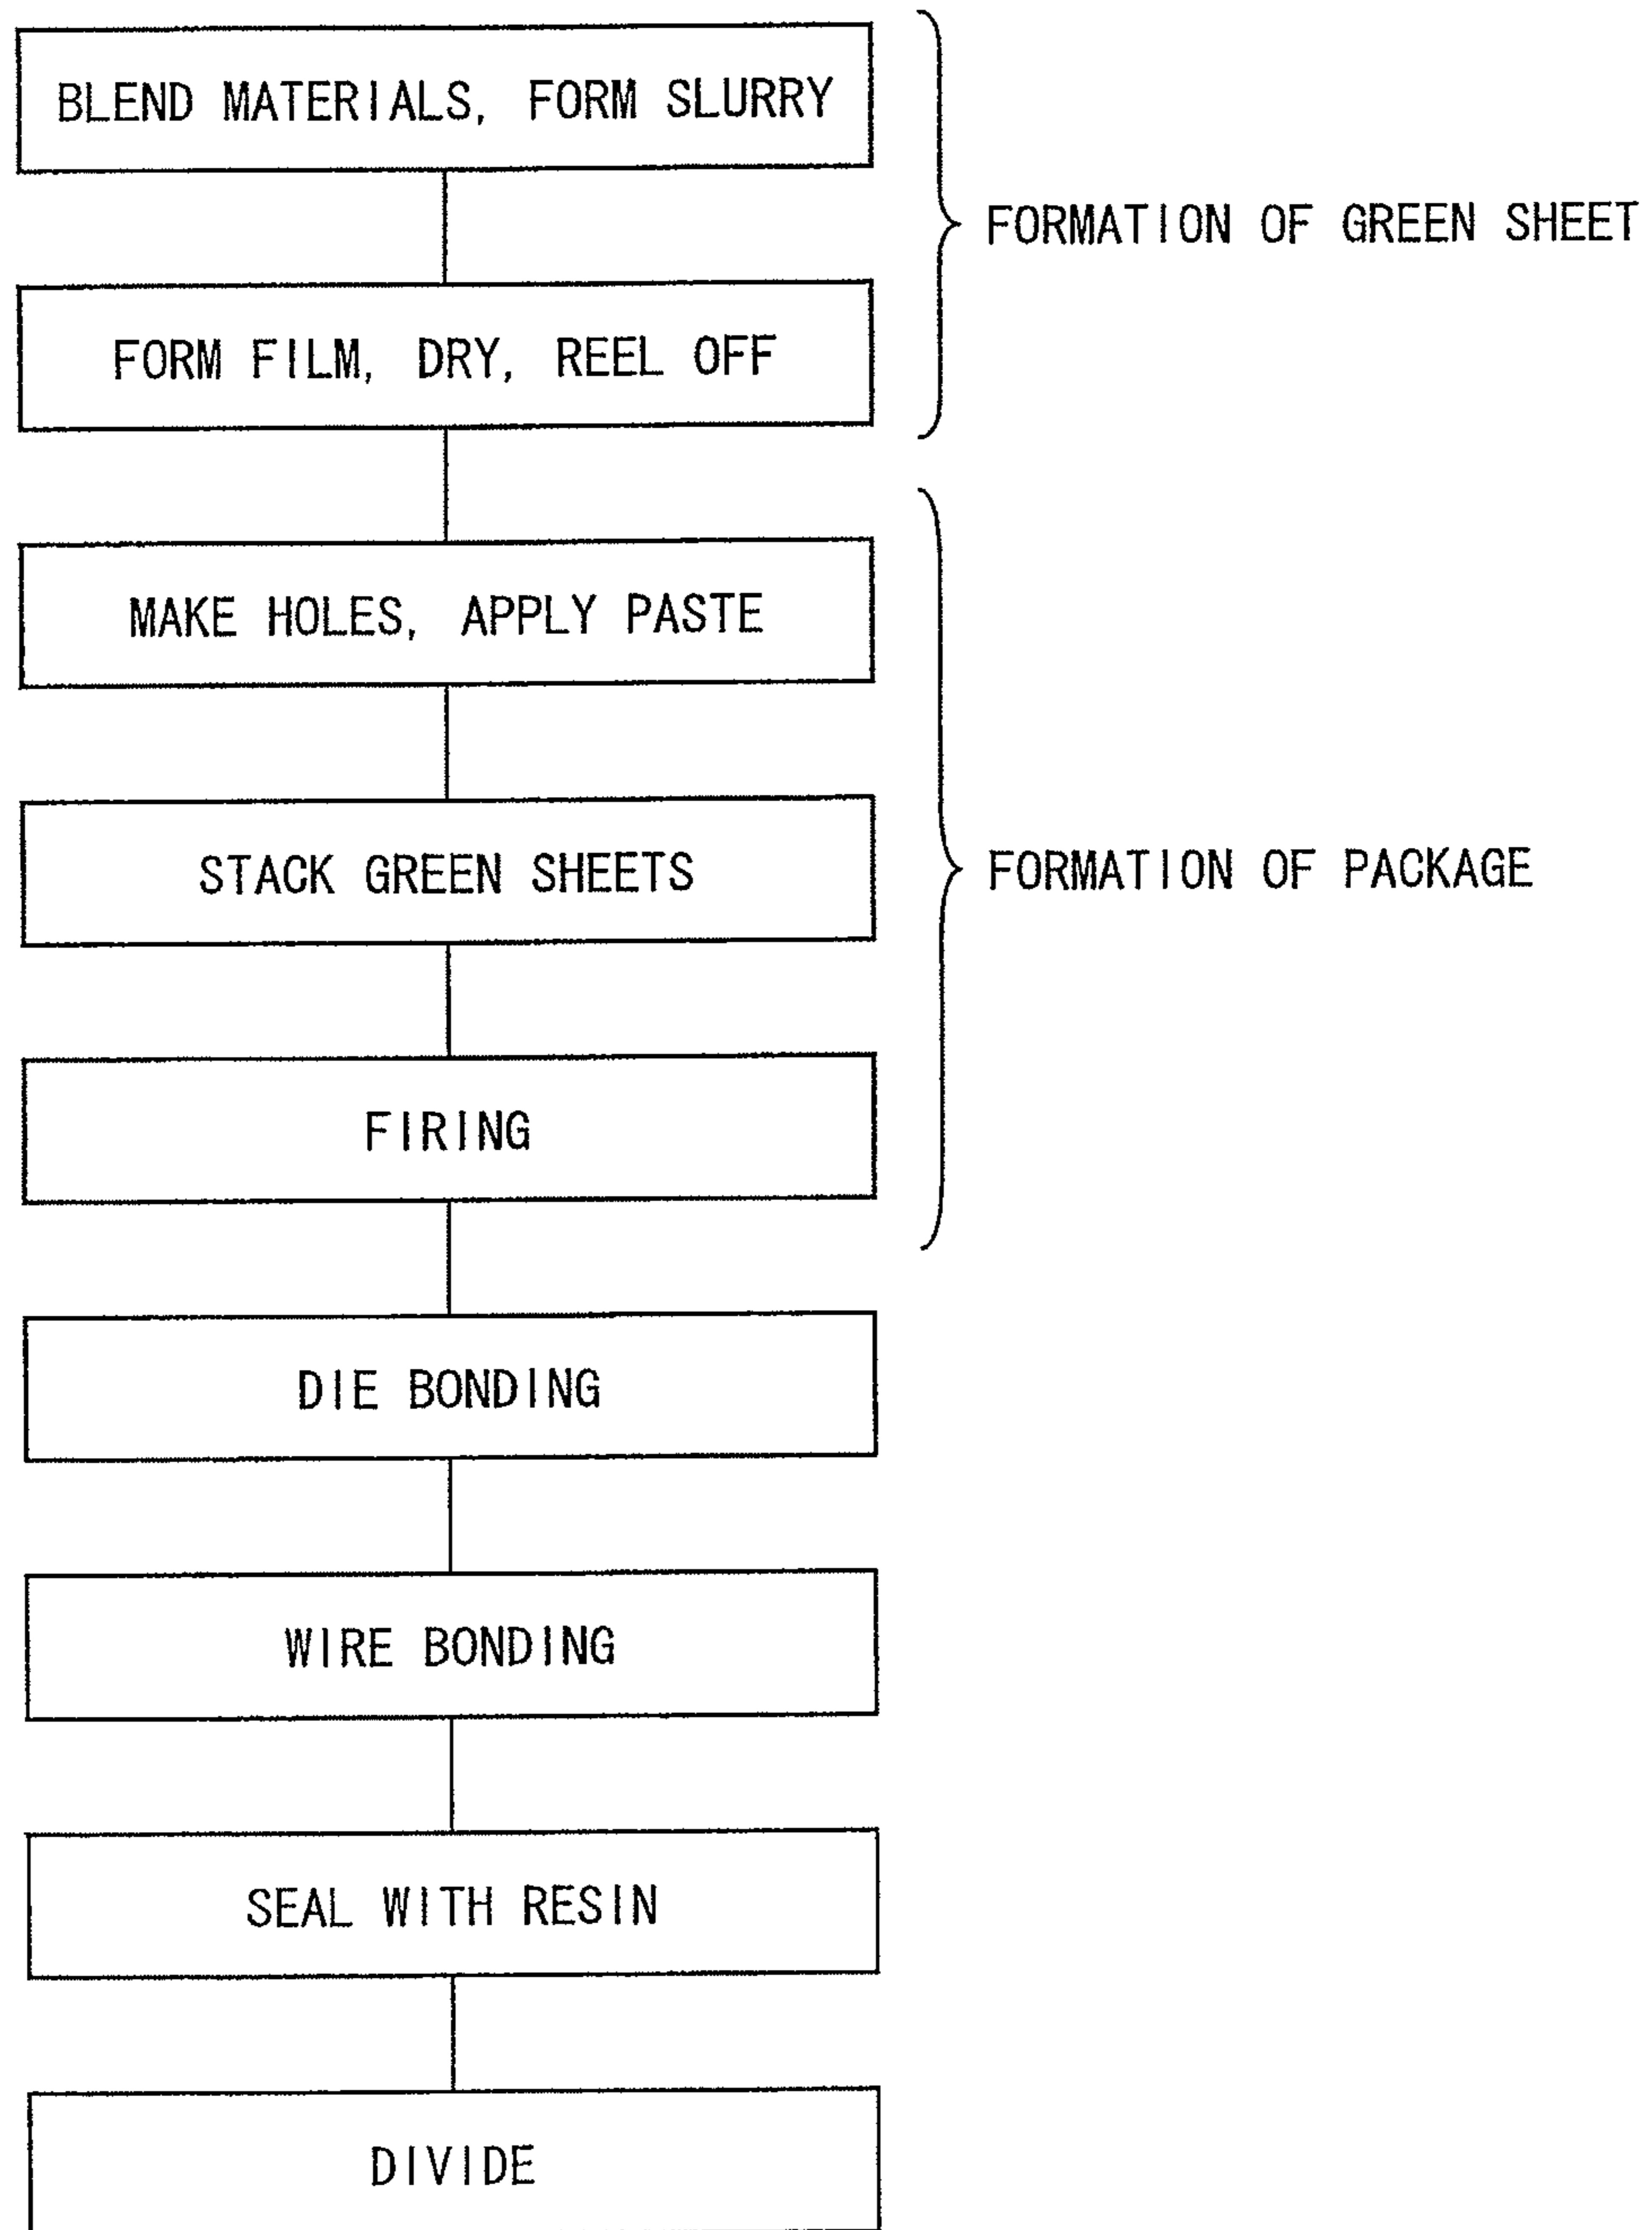 BLEND MATERIALS, FORM SLURRY
FORMATION OF GREEN SHEET
FORM FILM, DRY, REEL OFF
MAKE HOLES, APPLY PASTE
STACK GREEN SHEETS
FORMATION OF PACKAGE
FIRING
DIE BONDING
WIRE BONDING
SEAL WITH RESIN
DIVIDE